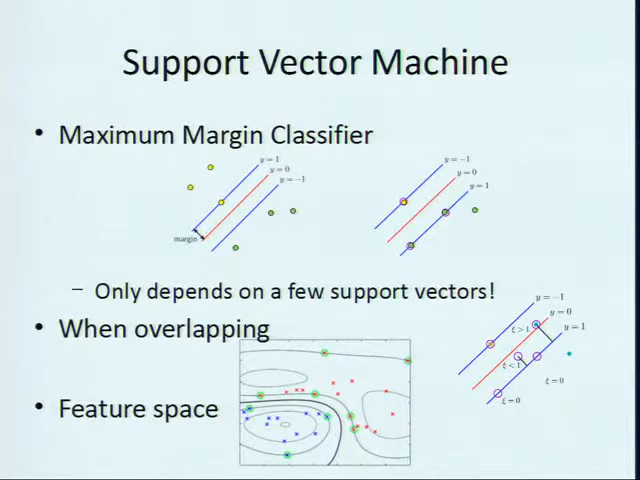 Support Vector Machine
• Maximum Margin Classifier
y = 1
y = 0
y = −1
margin
y = −1
y = 0
y = 1
– Only depends on a few support vectors!
• When overlapping
y = −1
y = 0
y = 1
ξ > 1
ξ < 1
ξ = 0
ξ = 0
• Feature space